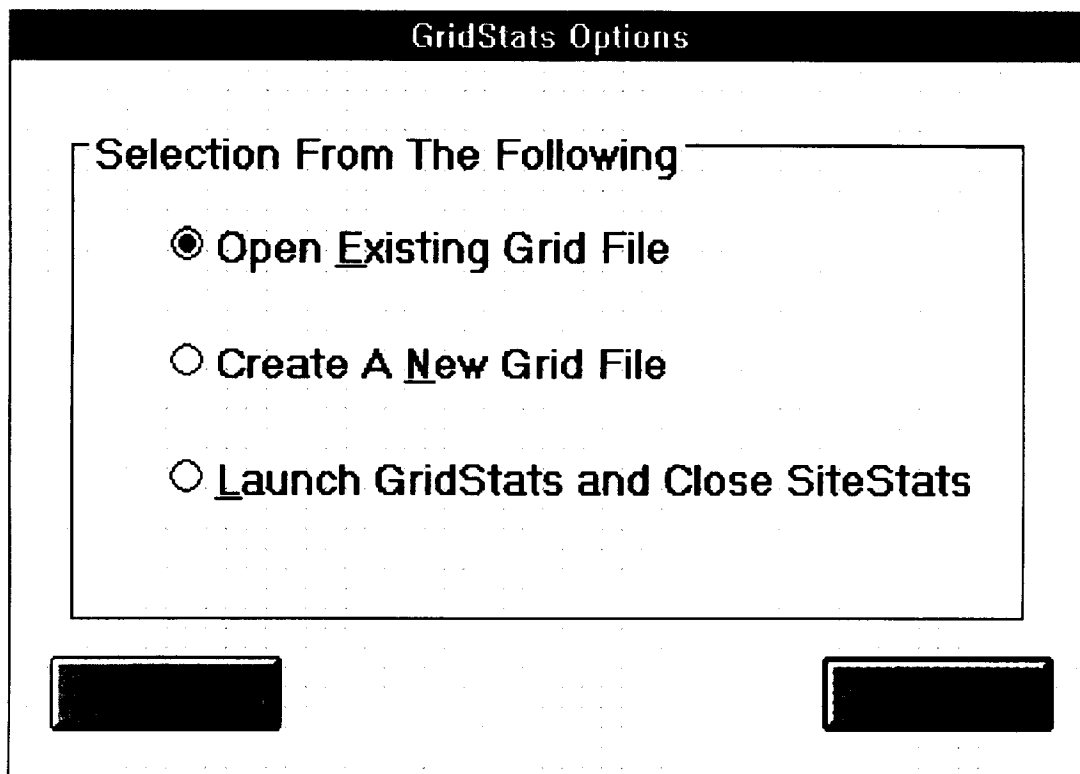 GridStats Options
Selection From The Following
Open Existing Grid File
Create A New Grid File
Launch GridStats and Close SiteStats